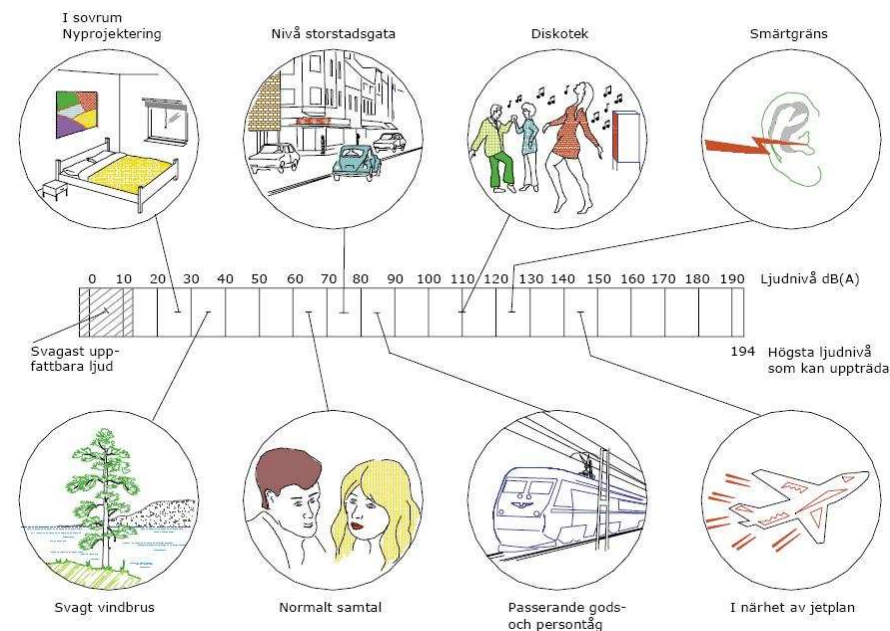 I sovrum
Nyprojektering
Nivå storstadsgata
Diskotek
Smärtgräns
0 10 20 30 40 50 60 70 80 90 100 110 120 130 140 150 160 170 180 190 Ljudnivå dB(A)
Svagast upp-
fattbara ljud
194 Högsta ljudnivå
som kan uppträda
Svagt vindbrus
Normalt samtal
Passerande gods-
och persontåg
I närhet av jetplan